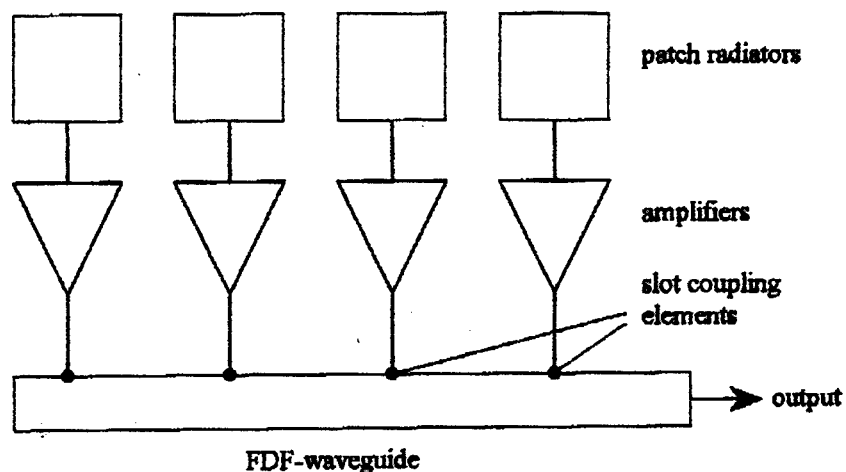 patch radiators
amplifiers
slot coupling
elements
output
FDF-waveguide